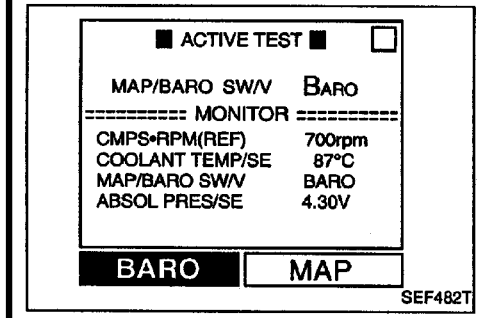 ■ ACTIVE TEST ■ □
MAP/BARO SW/V BARO
========== MONITOR ==========
CMPS•RPM(REF) 700rpm
COOLANT TEMP/SE 87°C
MAP/BARO SW/V BARO
ABSOL PRES/SE 4.30V
BARO MAP
SEF482T